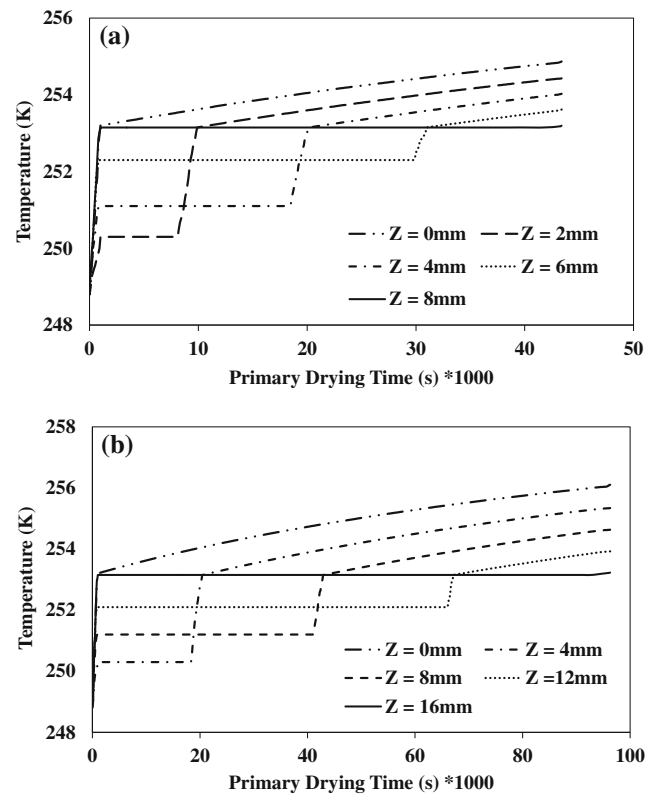 (a)
258
256
254
252
250
248
Temperature (K)
Z = 0mm Z = 2mm
Z = 4mm Z = 6mm
Z = 8mm
0 10 20 30 40 50
Primary Drying Time (s) *1000
(b)
258
256
254
252
250
248
Temperature (K)
Z = 0mm Z = 4mm
Z = 8mm Z =12mm
Z = 16mm
0 20 40 60 80 100
Primary Drying Time (s) *1000